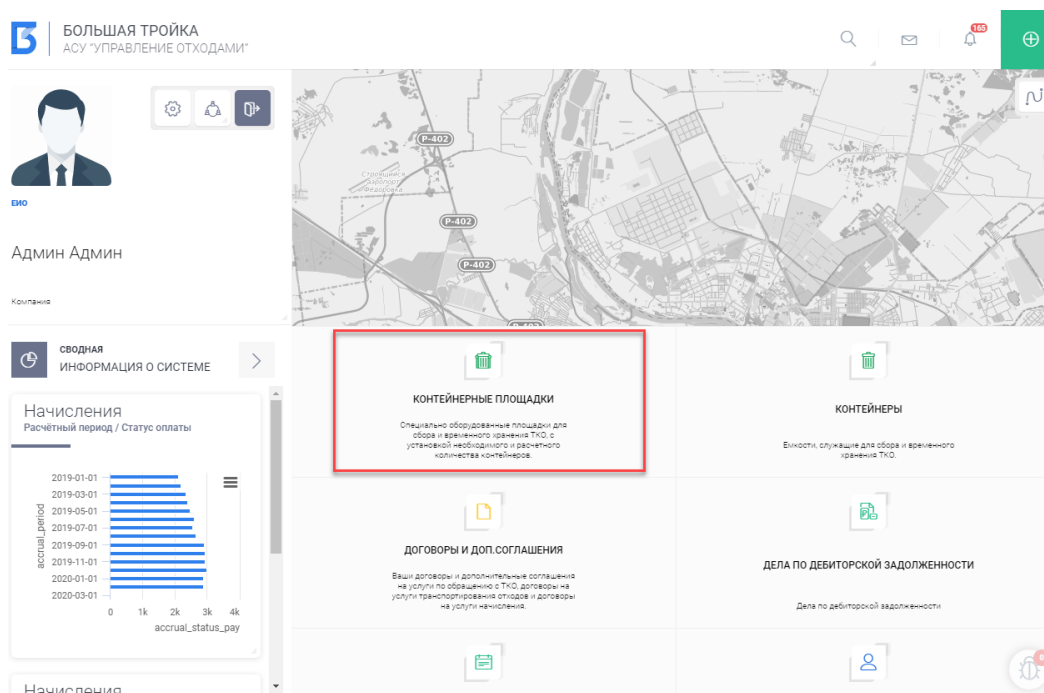 БОЛЬШАЯ ТРОЙКА
АСУ "УПРАВЛЕНИЕ ОТХОДАМИ"
165
ЕИО
Админ Админ
Компания
СВОДНАЯ
ИНФОРМАЦИЯ О СИСТЕМЕ
Начисления
Расчётный период / Статус оплаты
accrual_period
2019-01-01
2019-03-01
2019-05-01
2019-07-01
2019-09-01
2019-11-01
2020-01-01
2020-03-01
0 1k 2k 3k 4k
accrual_status_pay
Начисления
Р-402
Строящийся
аэропорт
Фёдоровка
Р-402
Р-402
Р-402
КОНТЕЙНЕРНЫЕ ПЛОЩАДКИ
Специально оборудованные площадки для
сбора и временного хранения ТКО, с
установкой необходимого и расчетного
количества контейнеров.
КОНТЕЙНЕРЫ
Емкости, служащие для сбора и временного
хранения ТКО.
ДОГОВОРЫ И ДОП.СОГЛАШЕНИЯ
Ваши договоры и дополнительные соглашения
на услуги по обращению с ТКО, договоры на
услуги транспортирования отходов и договоры
на услуги начисления.
ДЕЛА ПО ДЕБИТОРСКОЙ ЗАДОЛЖЕННОСТИ
Дела по дебиторской задолженности